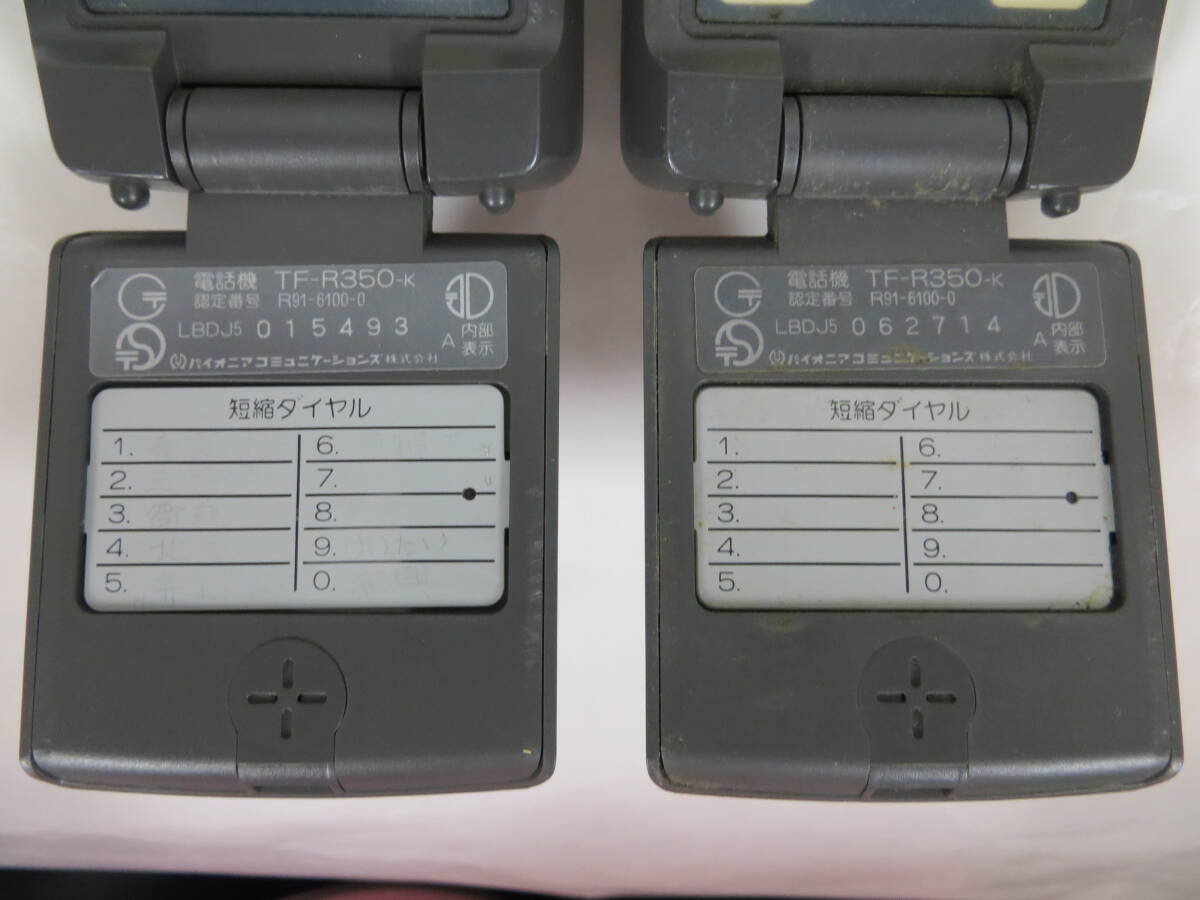 電話機 TF-R350-K
認定番号 R91-6100-0
LBDJ5 015493
A 内部表示
パイオニアコミュニケーションズ株式会社
短縮ダイヤル
1.
2.
3.
4. 北
5.
6.
7.
8.
9. けいたい
0.
電話機 TF-R350-K
認定番号 R91-6100-0
LBDJ5 062714
A 内部表示
パイオニアコミュニケーションズ株式会社
短縮ダイヤル
1.
2.
3.
4.
5.
6.
7.
8.
9.
0.